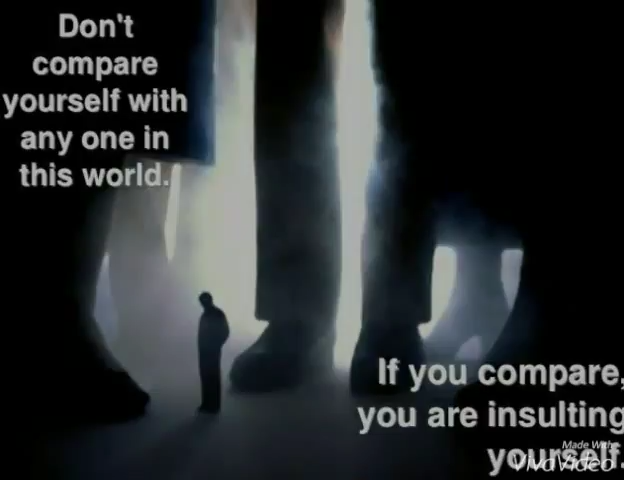 Don't
compare
yourself with
any one in
this world.
If you compare,
you are insulting
yourself.
Made With
VivaVideo